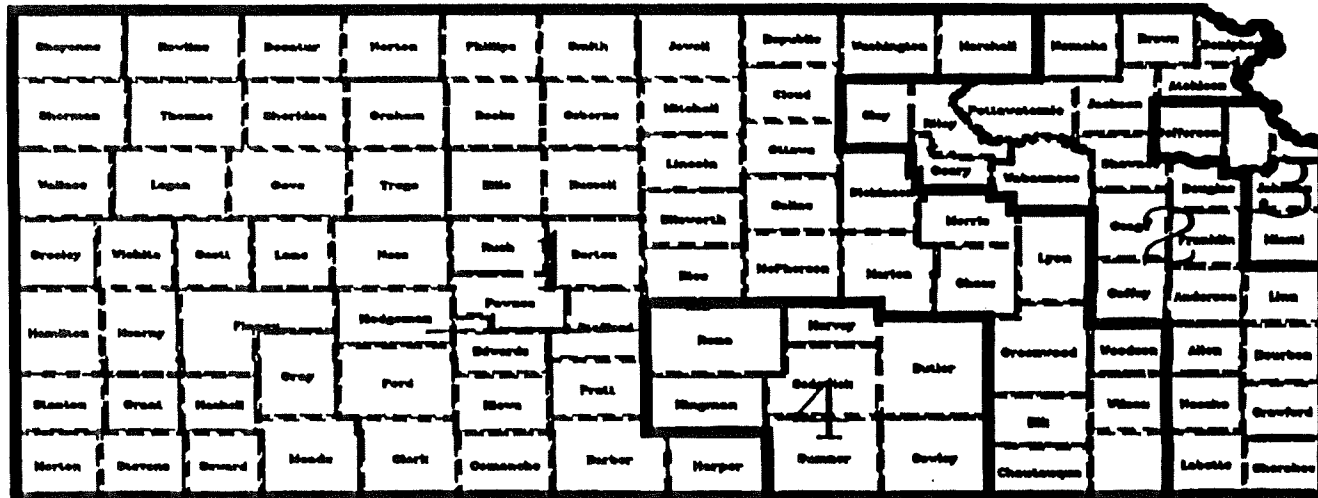 Cheyenne Rawlins Decatur Norton Phillips Smith Jewell Republic Washington Marshall Nemaha Brown Doniphan
Atchison
Sherman Thomas Sheridan Graham Rooks Osborne Mitchell Cloud Clay Riley Pottawatomie Jackson Jefferson
Wallace Logan Gove Trego Ellis Russell Lincoln Ottawa Dickinson Geary Wabaunsee Shawnee Douglas Johnson
Ellsworth Saline Morris Osage Franklin Miami
Greeley Wichita Scott Lane Ness Rush Barton Rice McPherson Marion Chase Lyon Coffey Anderson Linn
Hamilton Kearny Finney Hodgeman Pawnee Stafford Reno Harvey Butler Greenwood Woodson Allen Bourbon
Gray Ford Edwards
Stanton Grant Haskell Kiowa Pratt Kingman Sedgwick Elk Wilson Neosho Crawford
Morton Stevens Seward Meade Clark Comanche Barber Harper Sumner Cowley Chautauqua Labette Cherokee
2